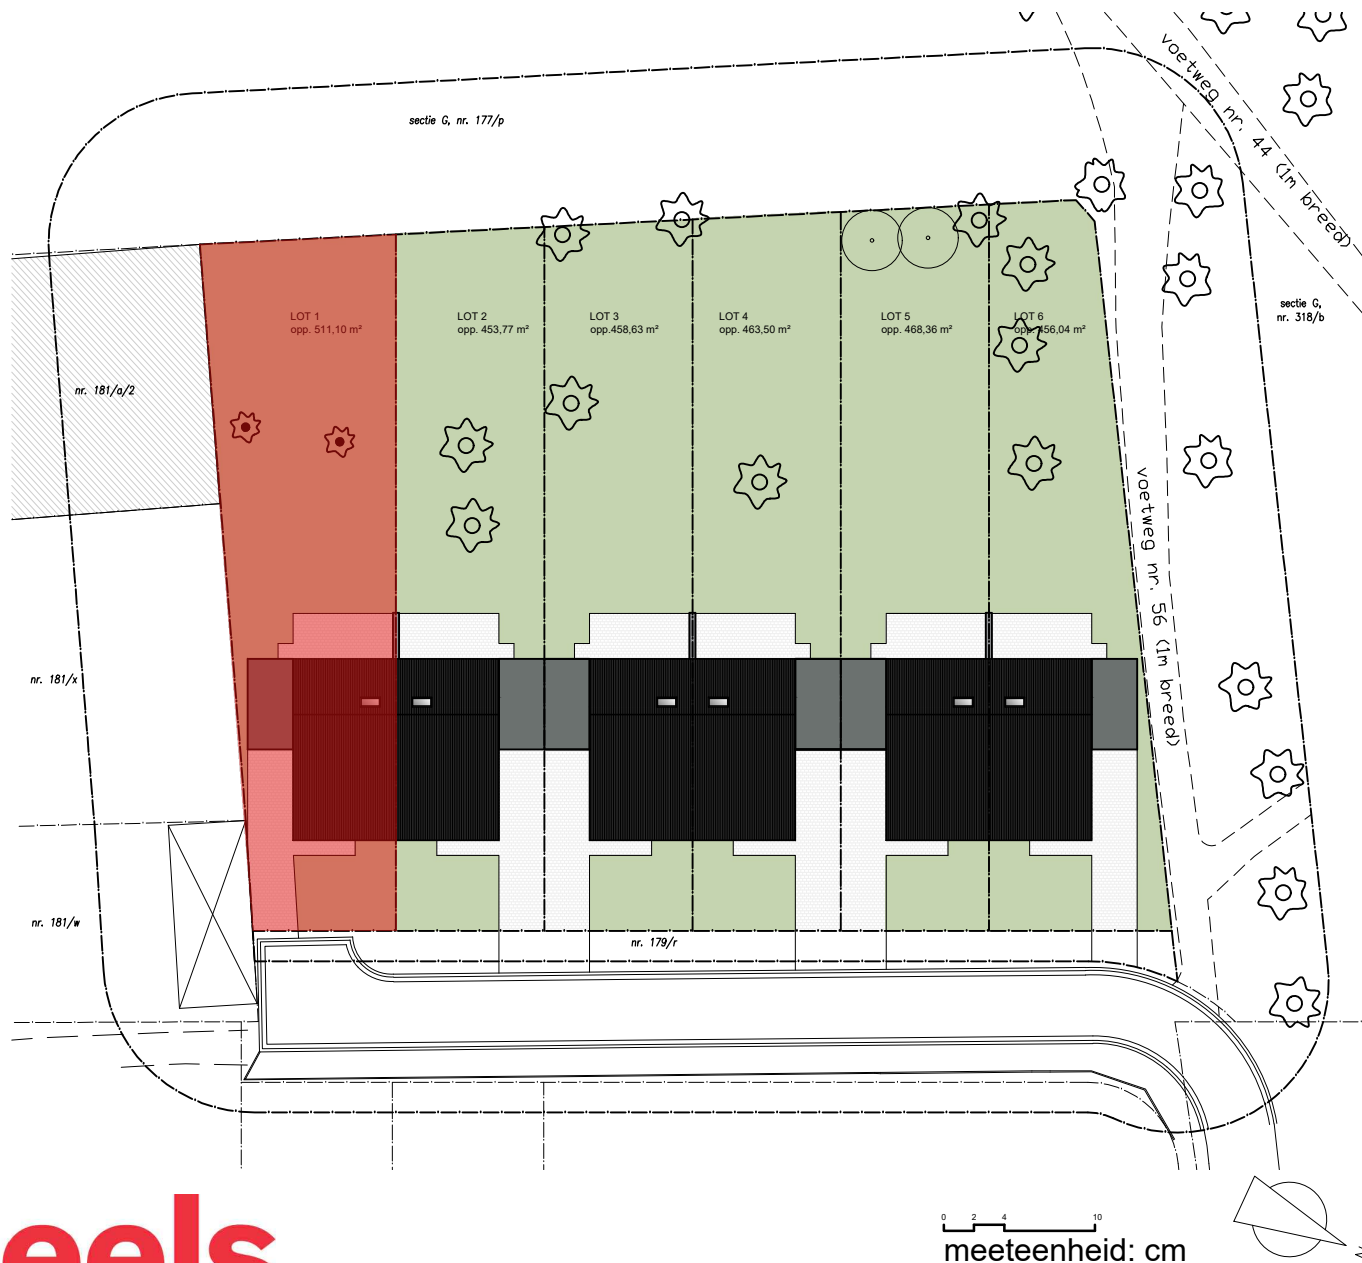 voetweg nr. 44 (1m breed)
sectie G, nr. 177/p
sectie G,
nr. 318/b
LOT 1
opp. 511,10 m²
LOT 2
opp. 453,77 m²
LOT 3
opp.458,63 m²
LOT 4
opp. 463,50 m²
LOT 5
opp. 468,36 m²
LOT 6
opp. 456,04 m²
nr. 181/a/2
voetweg nr. 56 (1m breed)
nr. 181/x
nr. 181/w
nr. 179/r
eels
0 2 4 10
meeteenheid: cm